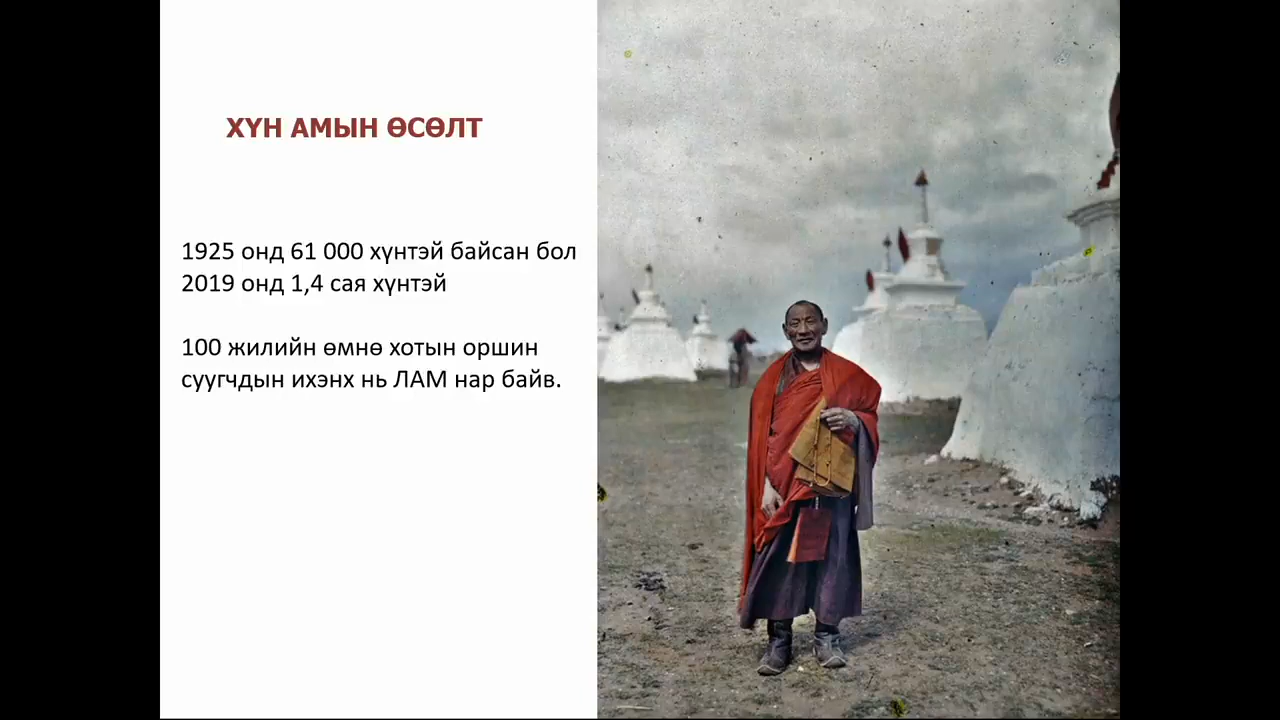 ХҮН АМЫН ӨСӨЛТ
1925 онд 61 000 хүнтэй байсан бол
2019 онд 1,4 сая хүнтэй
100 жилийн өмнө хотын оршин
суугчдын ихэнх нь ЛАМ нар байв.